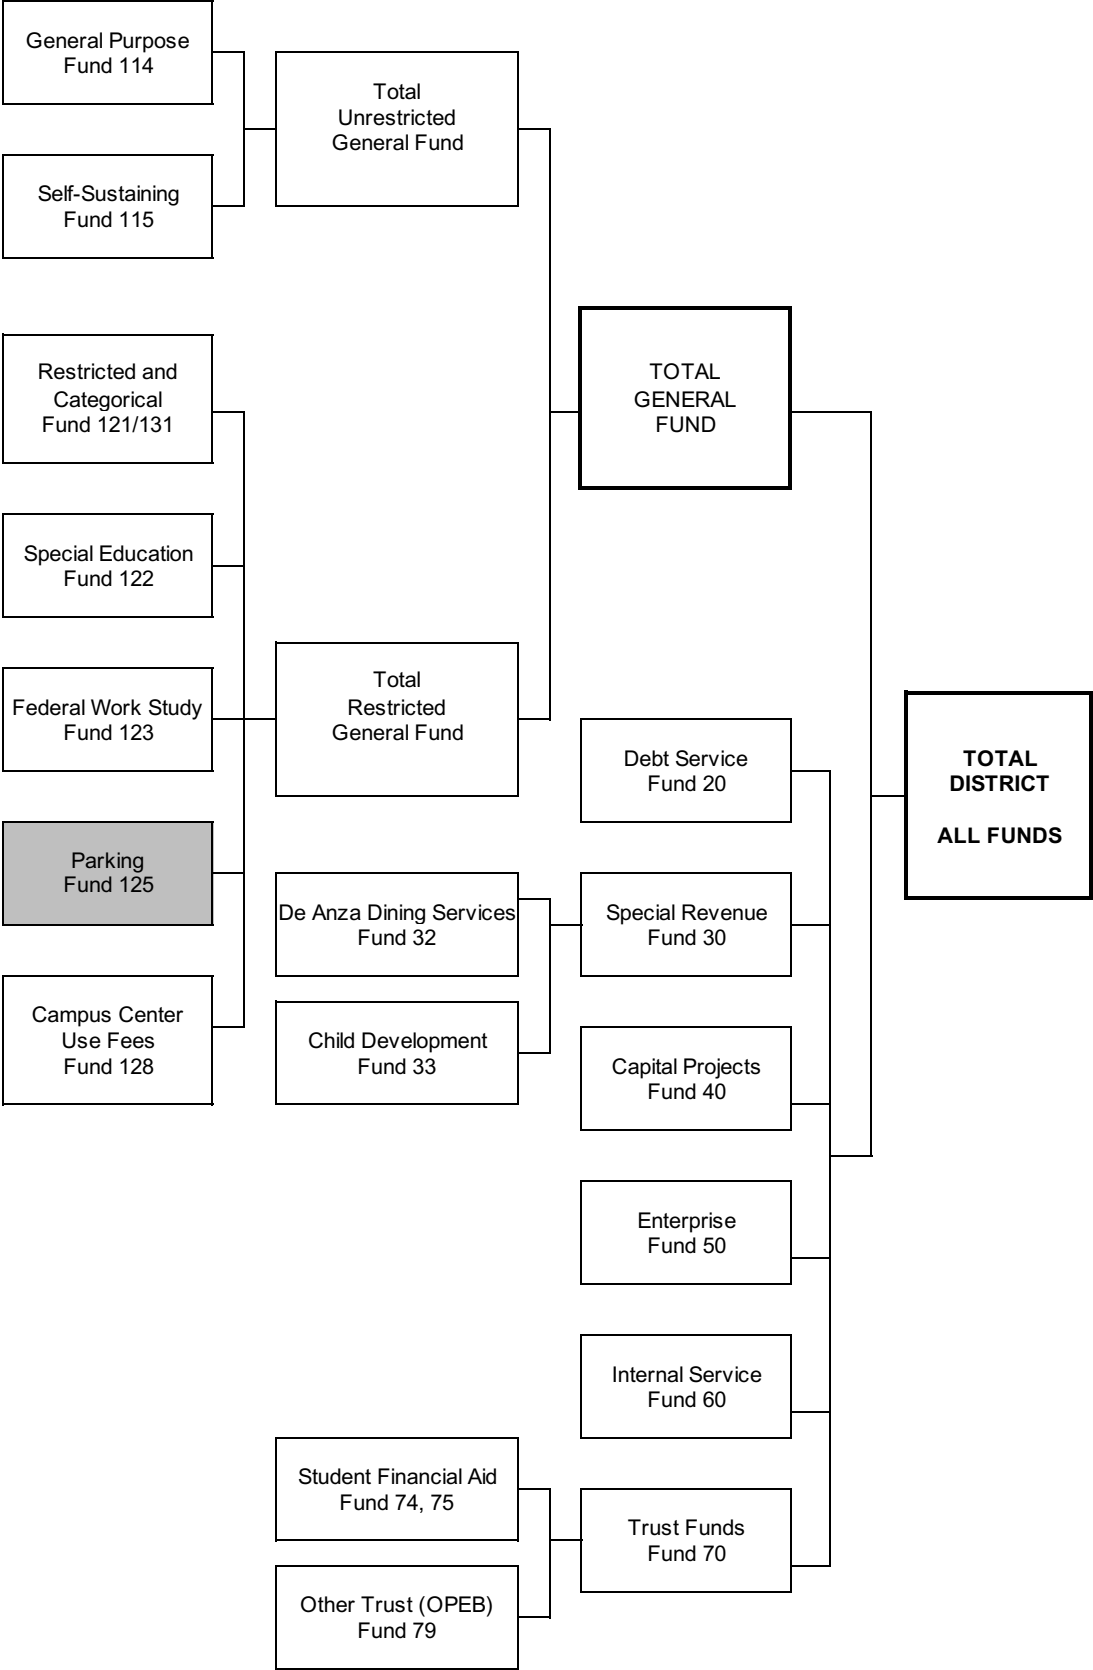 General Purpose
Fund 114
Total
Unrestricted
General Fund
Self-Sustaining
Fund 115
Restricted and
Categorical
Fund 121/131
TOTAL
GENERAL
FUND
Special Education
Fund 122
Federal Work Study
Fund 123
Total
Restricted
General Fund
Debt Service
Fund 20
TOTAL
DISTRICT
ALL FUNDS
Parking
Fund 125
De Anza Dining Services
Fund 32
Special Revenue
Fund 30
Campus Center
Use Fees
Fund 128
Child Development
Fund 33
Capital Projects
Fund 40
Enterprise
Fund 50
Internal Service
Fund 60
Student Financial Aid
Fund 74, 75
Trust Funds
Fund 70
Other Trust (OPEB)
Fund 79